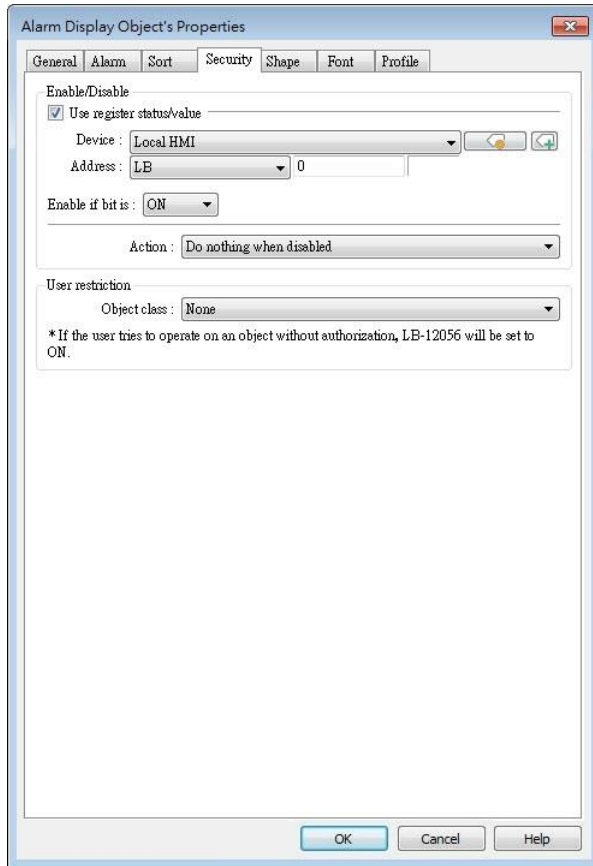 Alarm Display Object's Properties
General Alarm Sort Security Shape Font Profile
Enable/Disable
Use register status/value
Device : Local HMI
Address : LB 0
Enable if bit is : ON
Action : Do nothing when disabled
User restriction
Object class : None
* If the user tries to operate on an object without authorization, LB-12056 will be set to
ON.
OK Cancel Help